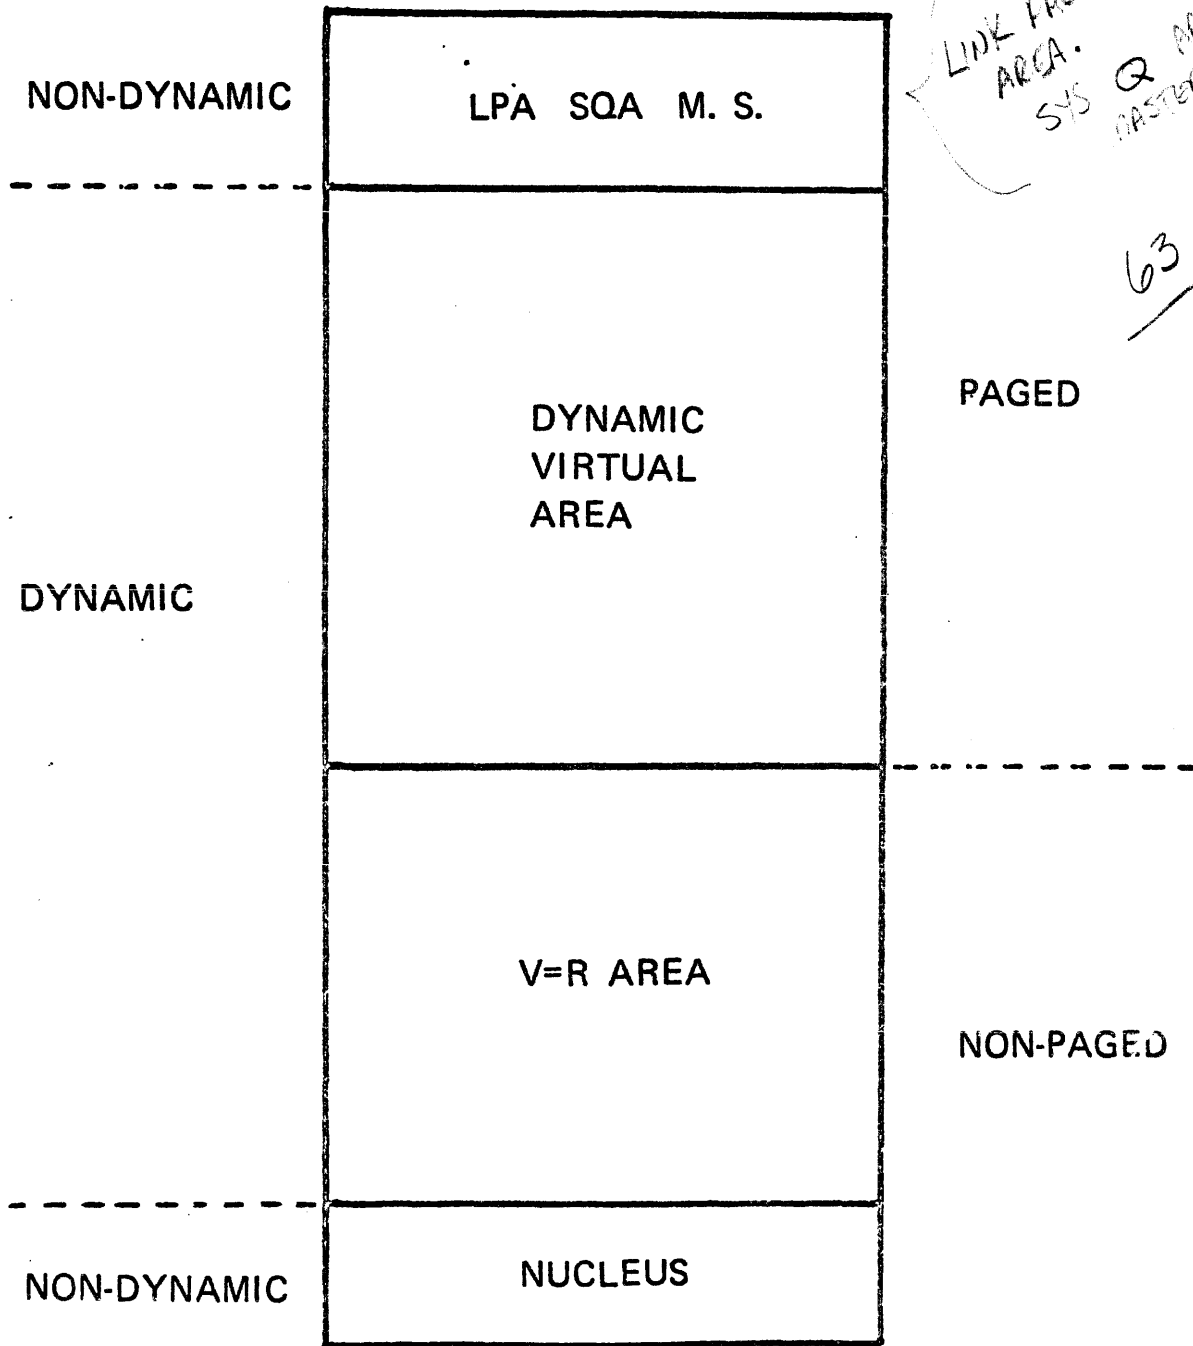 LINK
AREA.
SYS Q
MASTER
NON-DYNAMIC
LPA SQA M. S.
63
PAGED
DYNAMIC
VIRTUAL
AREA
DYNAMIC
V=R AREA
NON-PAGED
NUCLEUS
NON-DYNAMIC